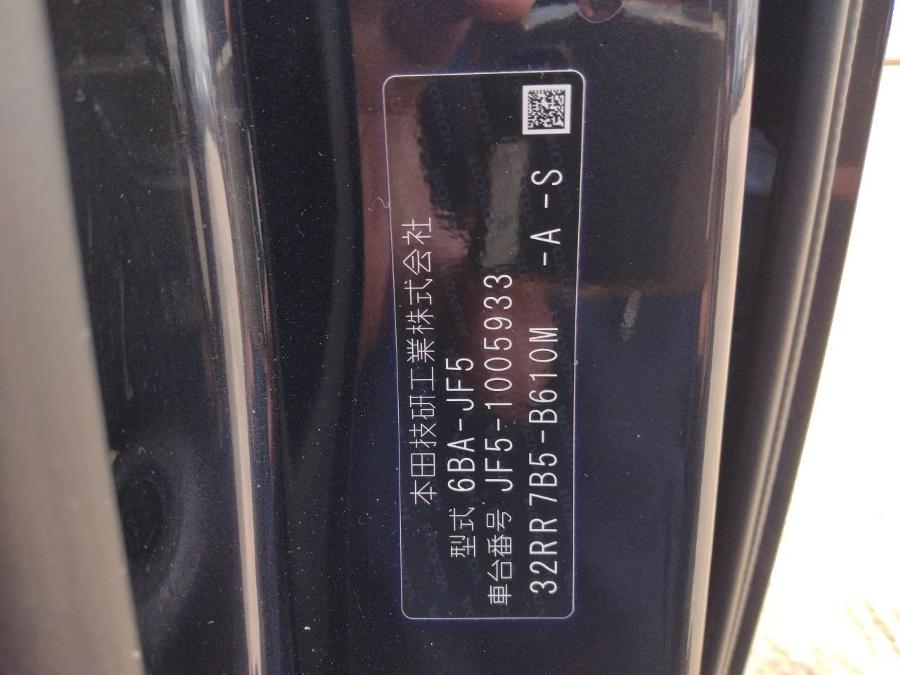 本田技研工業株式会社
型式 6BA-JF5
車台番号 JF5-1005933
32RR 7B5-B610M -A -S